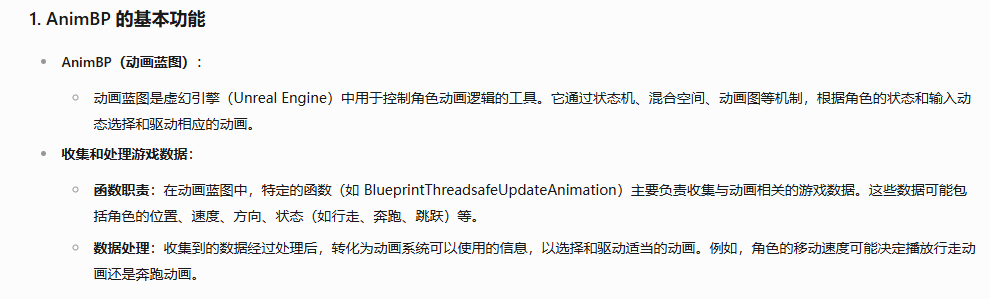 1. AnimBP 的基本功能
AnimBP（动画蓝图）：
动画蓝图是虚幻引擎（Unreal Engine）中用于控制角色动画逻辑的工具。它通过状态机、混合空间、动画图等机制，根据角色的状态和输入动
态选择和驱动相应的动画。
收集和处理游戏数据：
函数职责：在动画蓝图中，特定的函数（如 BlueprintThreadsafeUpdateAnimation）主要负责收集与动画相关的游戏数据。这些数据可能包
括角色的位置、速度、方向、状态（如行走、奔跑、跳跃）等。
数据处理：收集到的数据经过处理后，转化为动画系统可以使用的信息，以选择和驱动适当的动画。例如，角色的移动速度可能决定播放行走动
画还是奔跑动画。